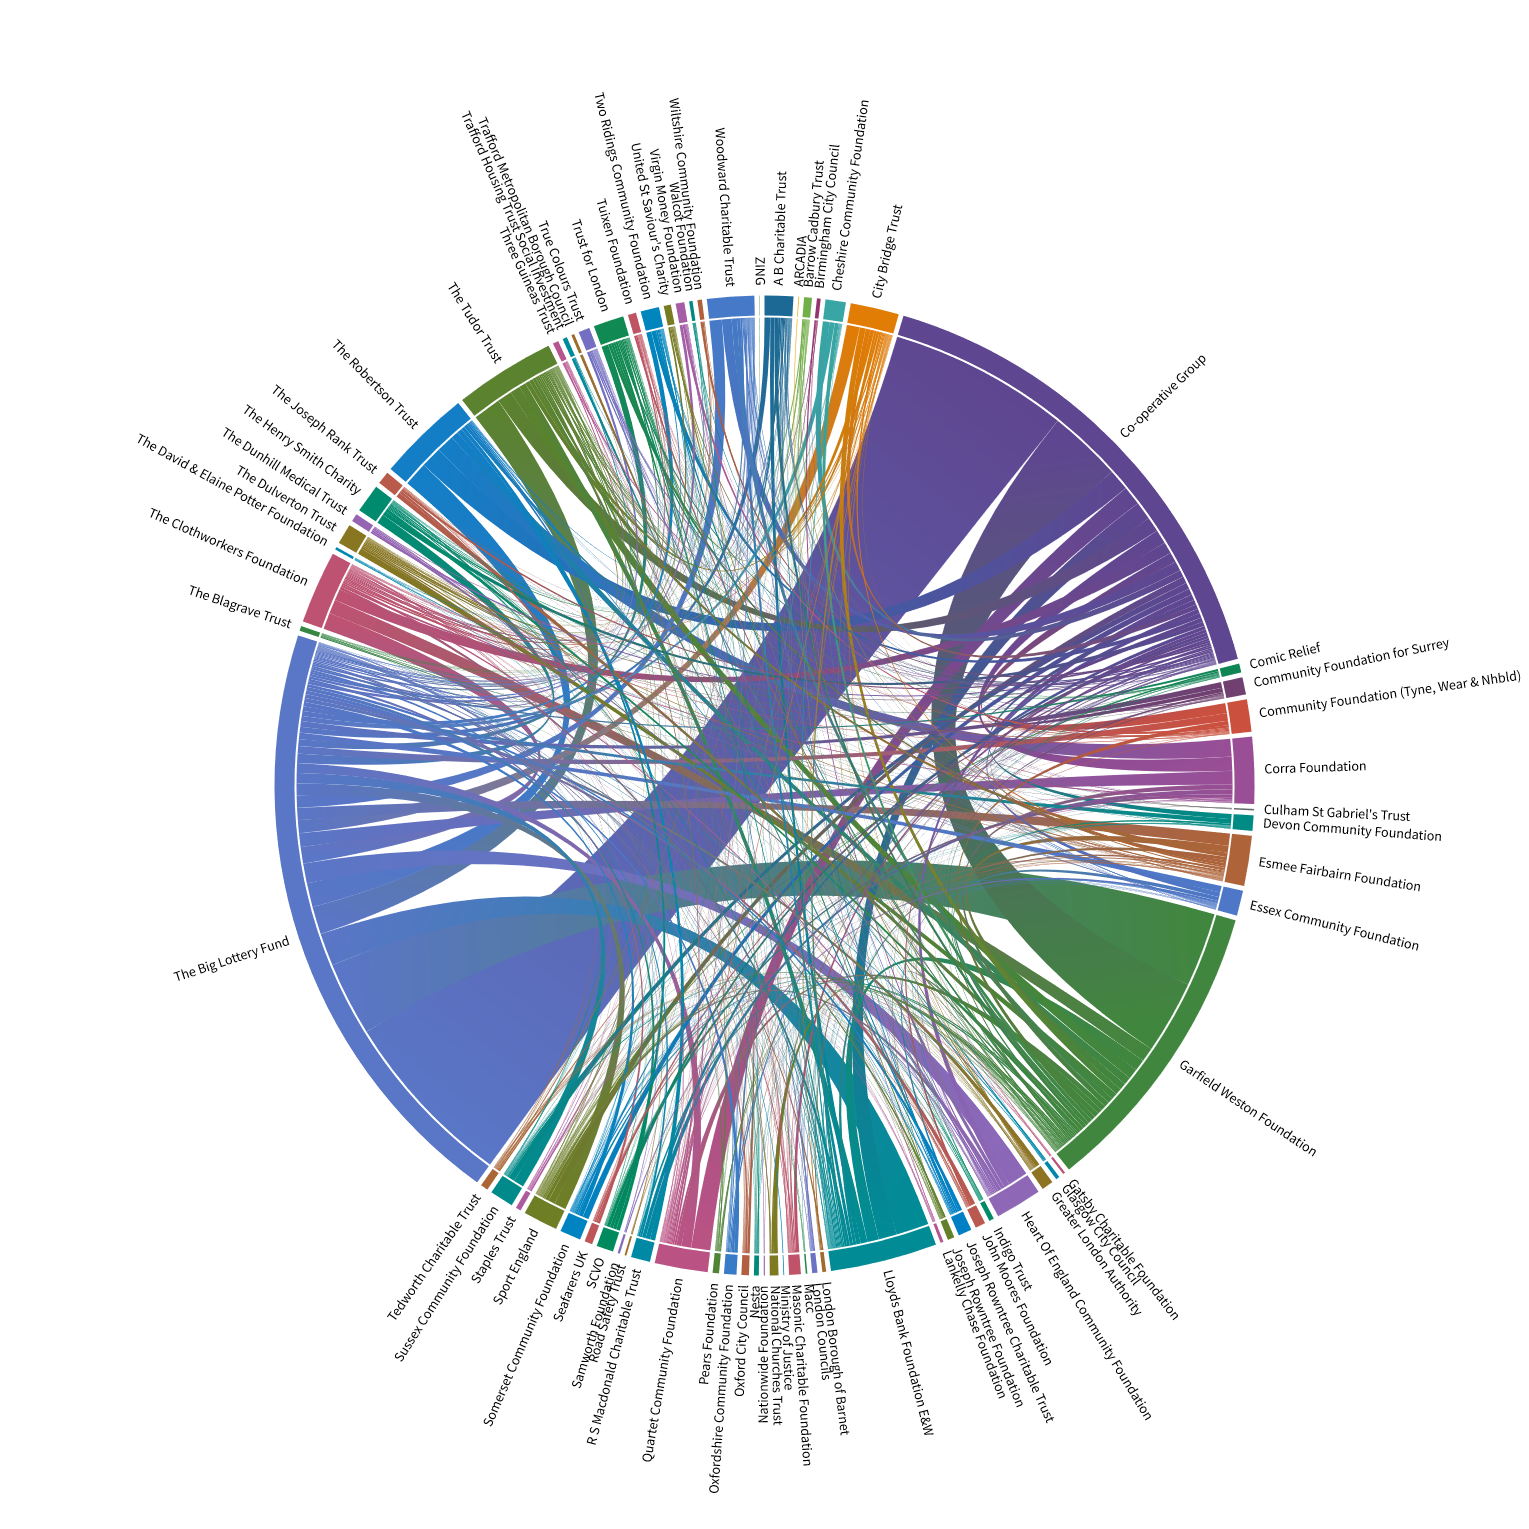 ZING
A B Charitable Trust
ARCADIA
Barrow Cadbury Trust
Birmingham City Council
Cheshire Community Foundation
City Bridge Trust
Co-operative Group
Comic Relief
Community Foundation for Surrey
Community Foundation (Tyne, Wear & Nhbld)
Corra Foundation
Culham St Gabriel's Trust
Devon Community Foundation
Esmee Fairbairn Foundation
Essex Community Foundation
Garfield Weston Foundation
Gatsby Charitable Foundation
Glasgow City Council
Greater London Authority
Heart Of England Community Foundation
Indigo Trust
John Moores Foundation
Joseph Rowntree Charitable Trust
Joseph Rowntree Foundation
Lankelly Chase Foundation
Lloyds Bank Foundation E&W
London Borough of Barnet
London Councils
Macc
Masonic Charitable Foundation
Ministry of Justice
National Churches Trust
Nationwide Foundation
Nesta
Oxford City Council
Oxfordshire Community Foundation
Pears Foundation
Quartet Community Foundation
R S Macdonald Charitable Trust
Road Safety Trust
Samworth Foundation
SCVO
Seafarers UK
Somerset Community Foundation
Sport England
Staples Trust
Sussex Community Foundation
Tedworth Charitable Trust
The Big Lottery Fund
The Blagrave Trust
The Clothworkers Foundation
The David & Elaine Potter Foundation
The Dulverton Trust
The Dunhill Medical Trust
The Henry Smith Charity
The Joseph Rank Trust
The Robertson Trust
The Tudor Trust
Three Guineas Trust
Trafford Housing Trust Social Investment
Trafford Metropolitan Borough Council
True Colours Trust
Trust for London
Tuixen Foundation
Two Ridings Community Foundation
United St Saviour's Charity
Virgin Money Foundation
Walcot Foundation
Wiltshire Community Foundation
Woodward Charitable Trust